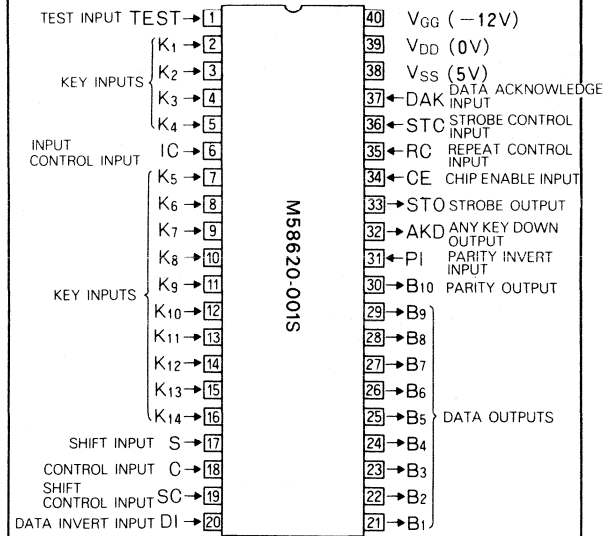 TEST INPUT TEST 1
K1 2
K2 3
KEY INPUTS
K3 4
K4 5
INPUT
CONTROL INPUT IC 6
K5 7
K6 8
K7 9
K8 10
K9 11
KEY INPUTS
K10 12
K11 13
K12 14
K13 15
K14 16
SHIFT INPUT S 17
CONTROL INPUT C 18
SHIFT
CONTROL INPUT SC 19
DATA INVERT INPUT DI 20
M58620-001S
40 VGG (−12V)
39 VDD (0V)
38 VSS (5V)
37 DAK DATA ACKNOWLEDGE
INPUT
36 STC STROBE CONTROL
INPUT
35 RC REPEAT CONTROL
INPUT
34 CE CHIP ENABLE INPUT
33 STO STROBE OUTPUT
32 AKD ANY KEY DOWN
OUTPUT
31 PI PARITY INVERT
INPUT
30 B10 PARITY OUTPUT
29 B9
28 B8
27 B7
26 B6
25 B5 DATA OUTPUTS
24 B4
23 B3
22 B2
21 B1